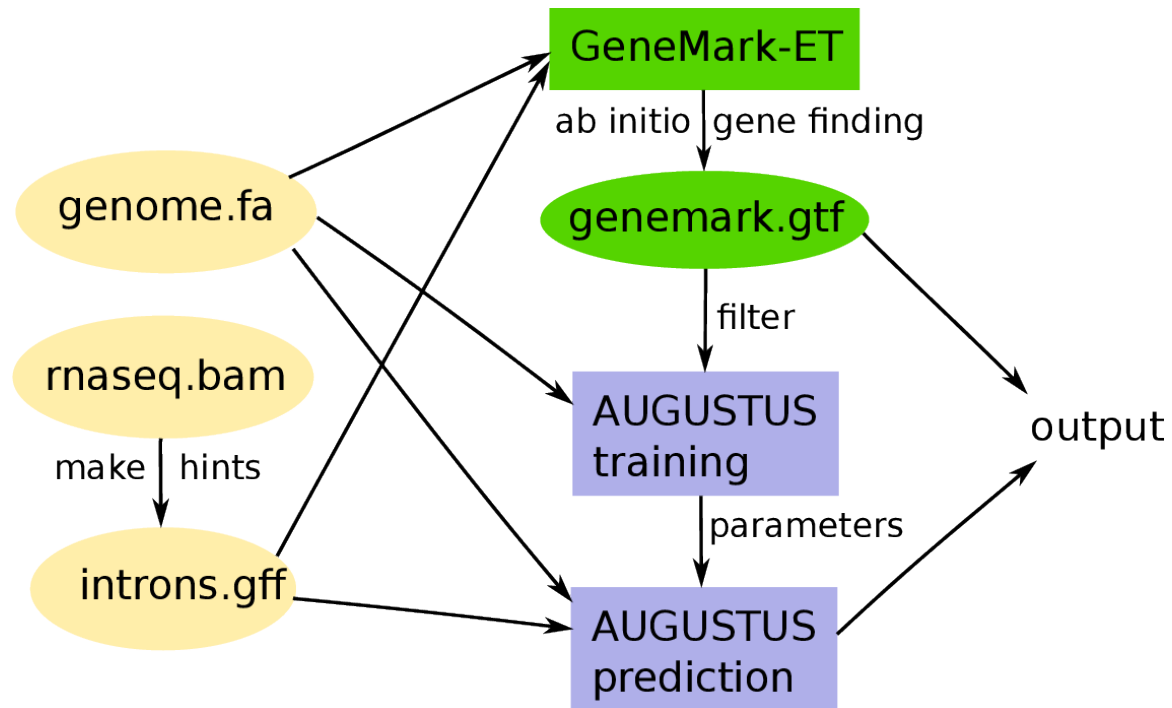 GeneMark-ET
ab initio gene finding
genome.fa
genemark.gtf
filter
rnaseq.bam
AUGUSTUS
training
output
make hints
parameters
introns.gff
AUGUSTUS
prediction